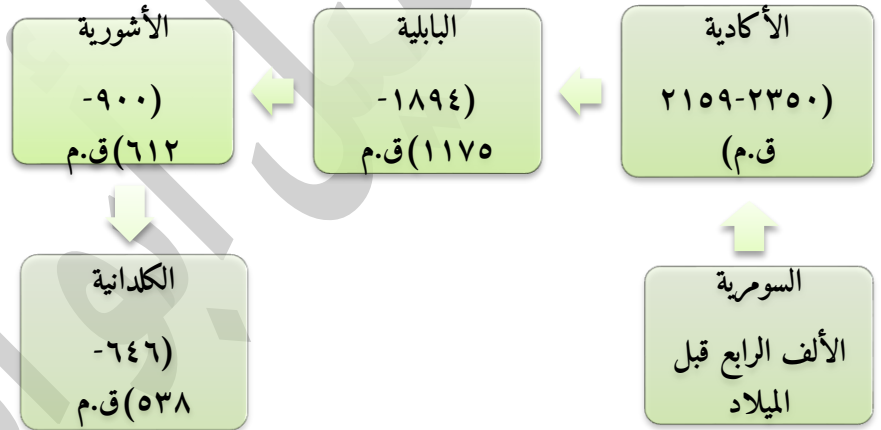 السومرية
الألف الرابع قبل
الميلاد
الأكادية
(٢٣٥٠-٢١٥٩
ق.م)
البابلية
(١٨٩٤-
١١٧٥)ق.م
الأشورية
(٩٠٠-
٦١٢)ق.م
الكلدانية
(٦٤٦-
٥٣٨)ق.م